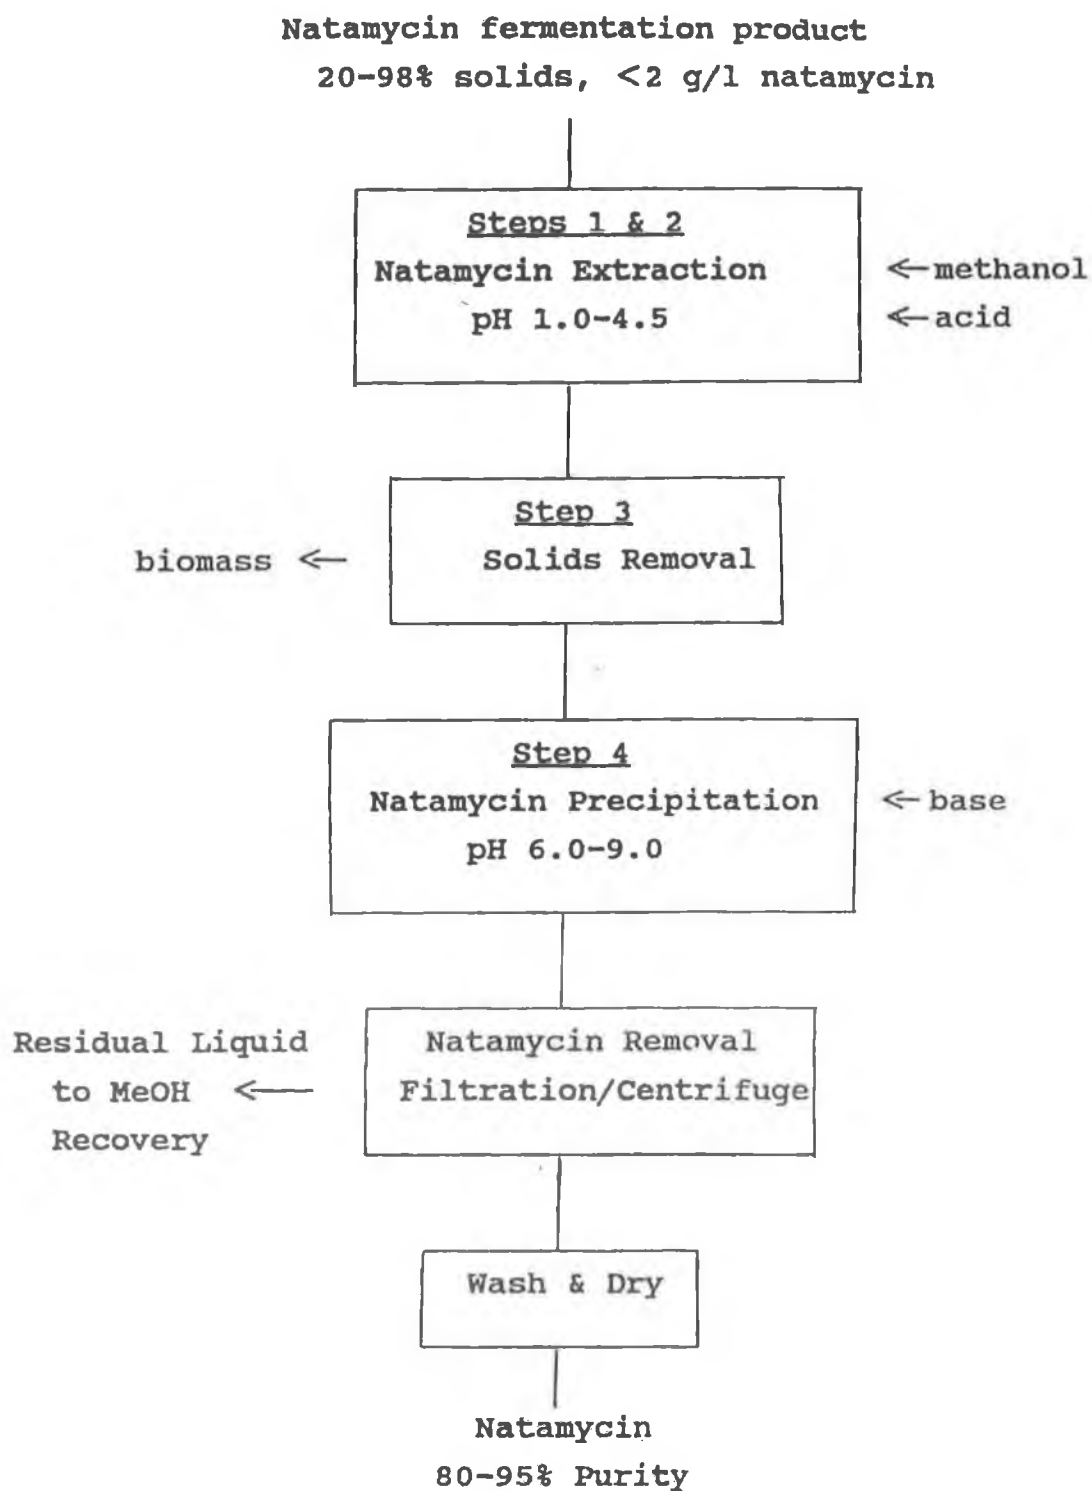 Natamycin fermentation product
20-98% solids, <2 g/l natamycin
Steps 1 & 2
Natamycin Extraction
pH 1.0-4.5
←methanol
←acid
Step 3
Solids Removal
biomass ←
Step 4
Natamycin Precipitation
pH 6.0-9.0
←base
Natamycin Removal
Filtration/Centrifuge
Residual Liquid
to MeOH ←
Recovery
Wash & Dry
Natamycin
80-95% Purity